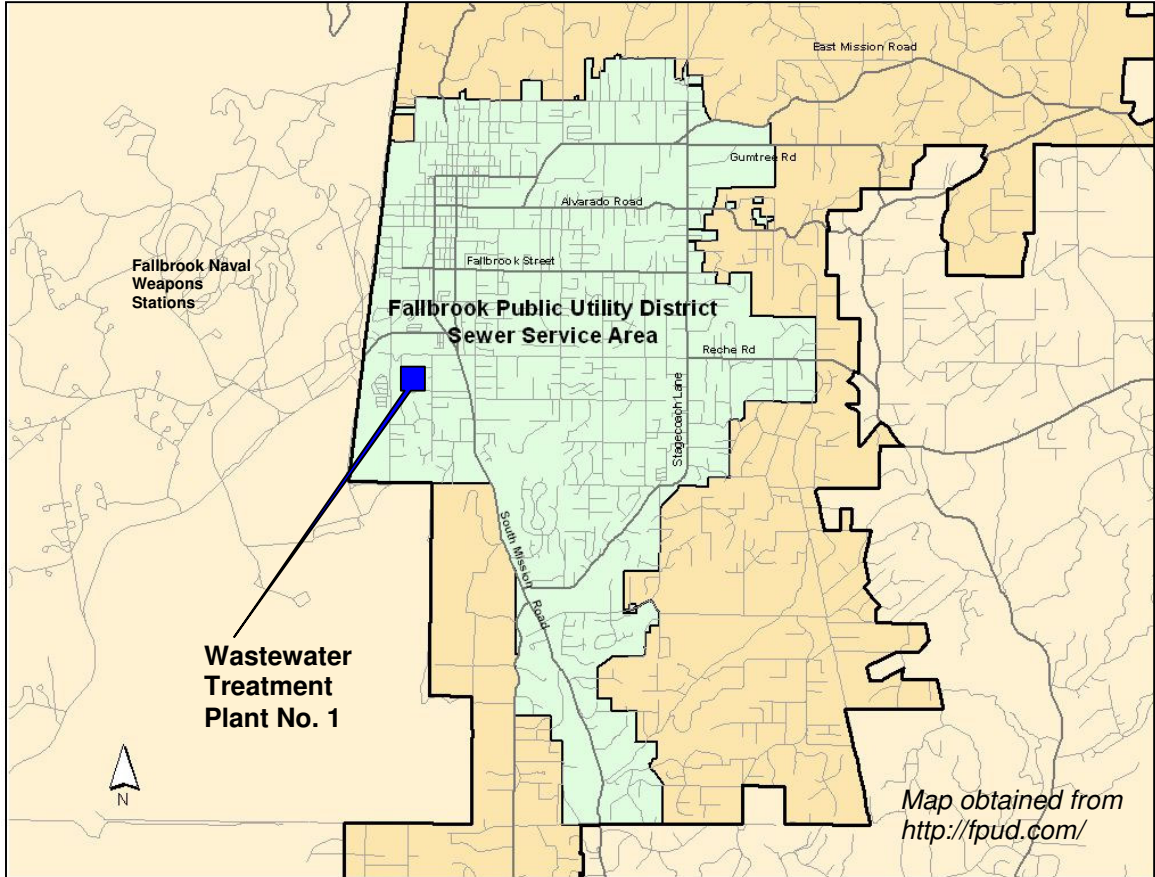 East Mission Road
Gumtree Rd
Alvarado Road
Fallbrook Street
Fallbrook Naval
Weapons
Stations
Fallbrook Public Utility District
Sewer Service Area
Reche Rd
Stagecoach Lane
South Mission Road
Wastewater
Treatment
Plant No. 1
N
Map obtained from
http://fpud.com/